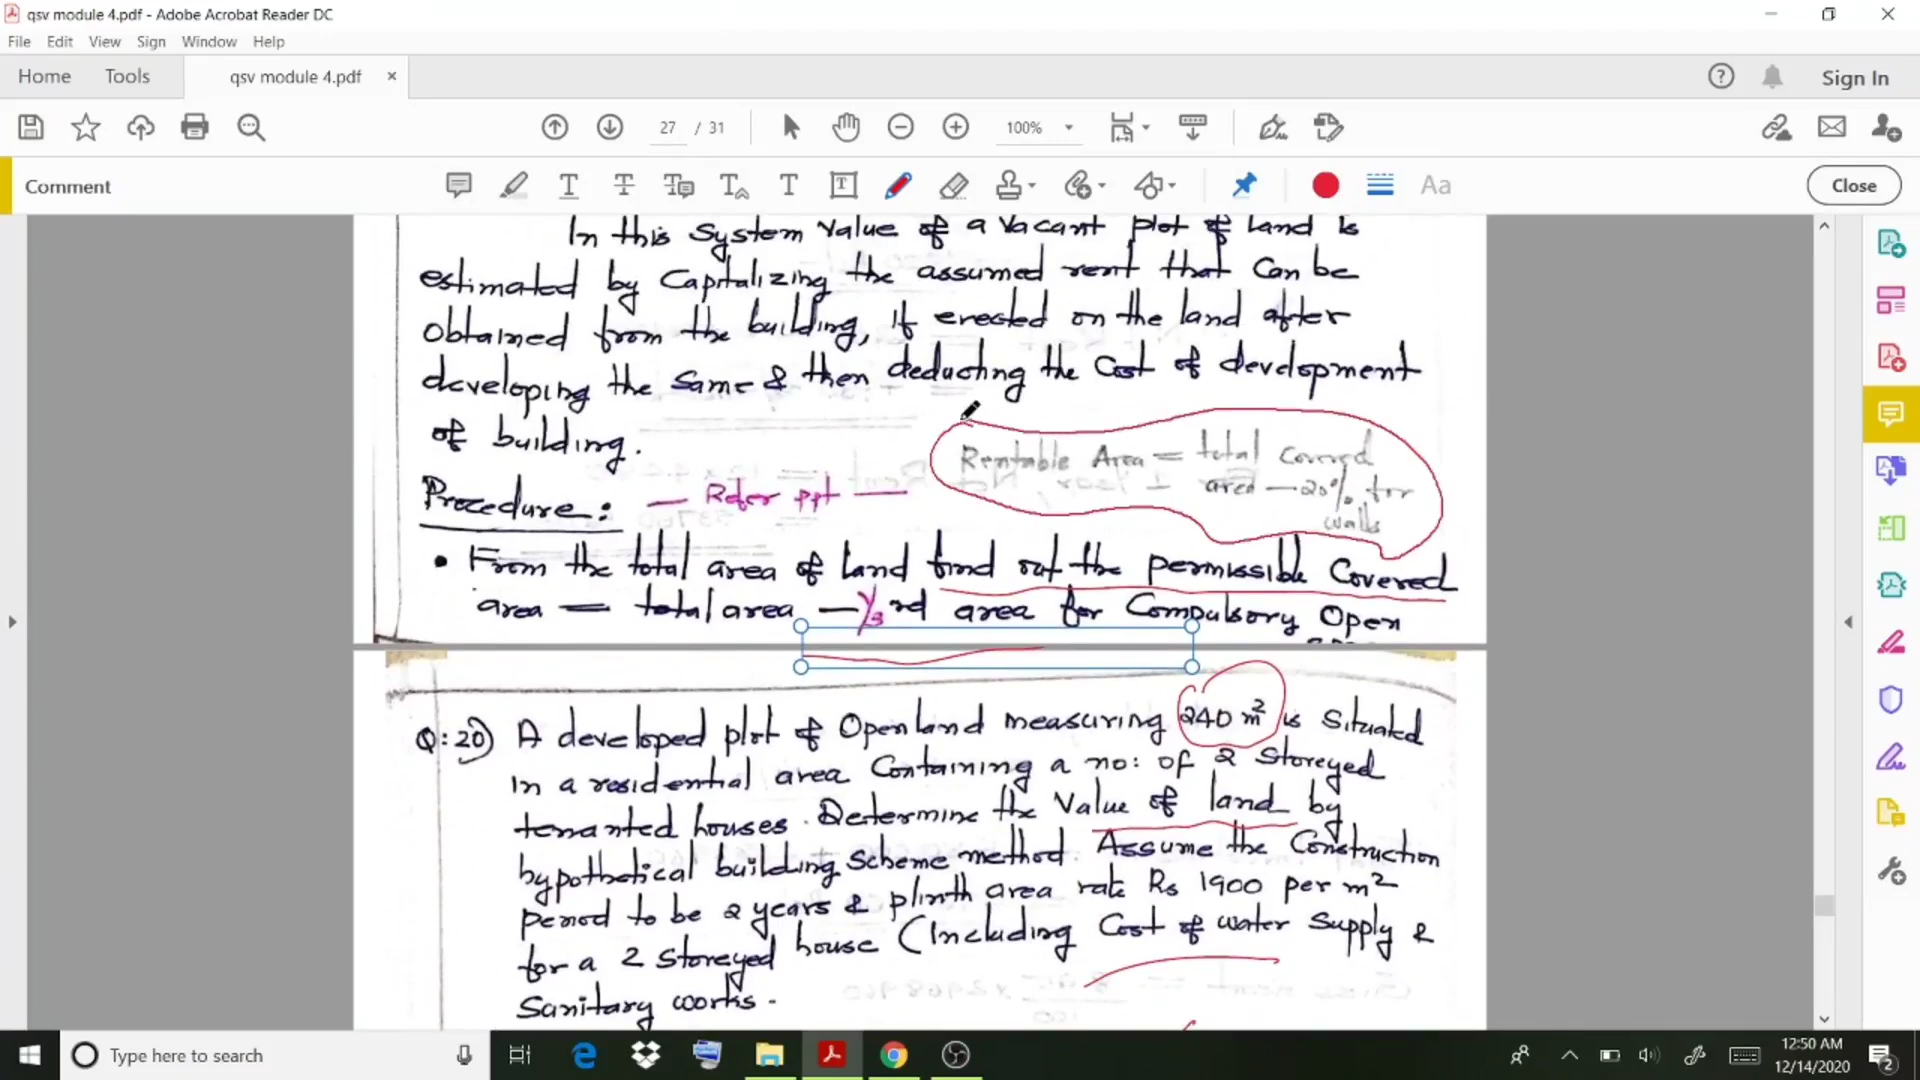 qsv module 4.pdf - Adobe Acrobat Reader DC
File Edit View Sign Window Help
Home Tools qsv module 4.pdf × Sign In
27 / 31 100%
Comment Aa Close
In this System Value of a Vacant plot of land is
estimated by Capitalizing the assumed rent that Can be
Obtained from the building, if erected on the land after
developing the same & then deducting the Cost of development
of building.
Rentable Area = total Covered
area — 20% for
walls
Procedure: — Refer ppt —
• From the total area of land find out the permissible Covered
area = total area — 1/3 rd area for Compulsory Open
Q:20) A developed plot of Open land measuring 240 m² is Situated
In a residential area Containing a no: of 2 Storeyed
tenanted houses. Determine the Value of land by
hypothetical building scheme method. Assume the Construction
period to be 2 years & plinth area rate Rs 1900 per m²
for a 2 Storeyed house (Including Cost of water Supply &
Sanitary works.
Type here to search
12:50 AM
12/14/2020
2